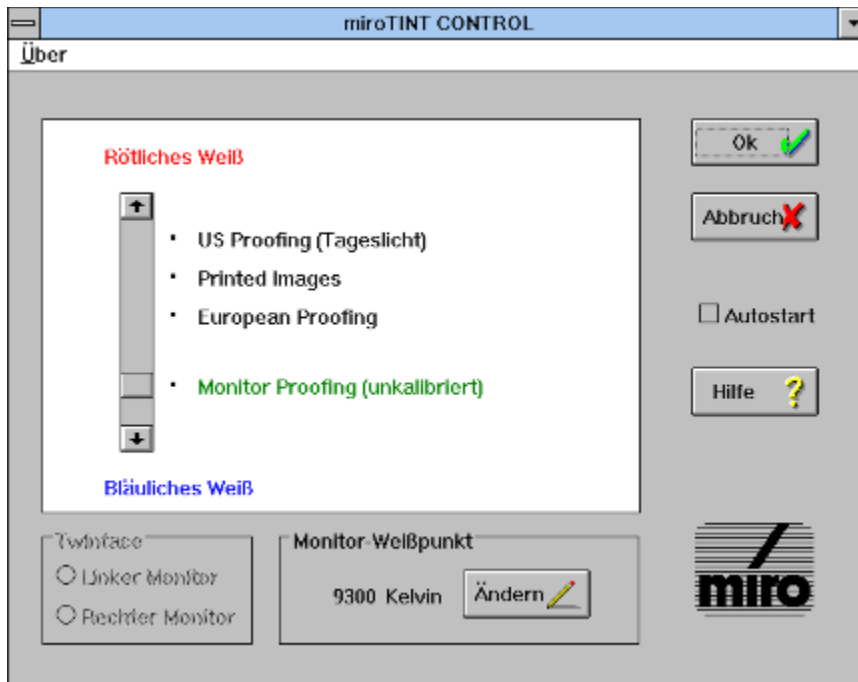 miroTINT CONTROL
Über
Rötliches Weiß
US Proofing (Tageslicht)
Printed Images
European Proofing
Monitor Proofing (unkalibriert)
Bläuliches Weiß
Ok
Abbruch
Autostart
Hilfe
Twinface
Linker Monitor
Rechter Monitor
Monitor-Weißpunkt
9300 Kelvin
Ändern
miro